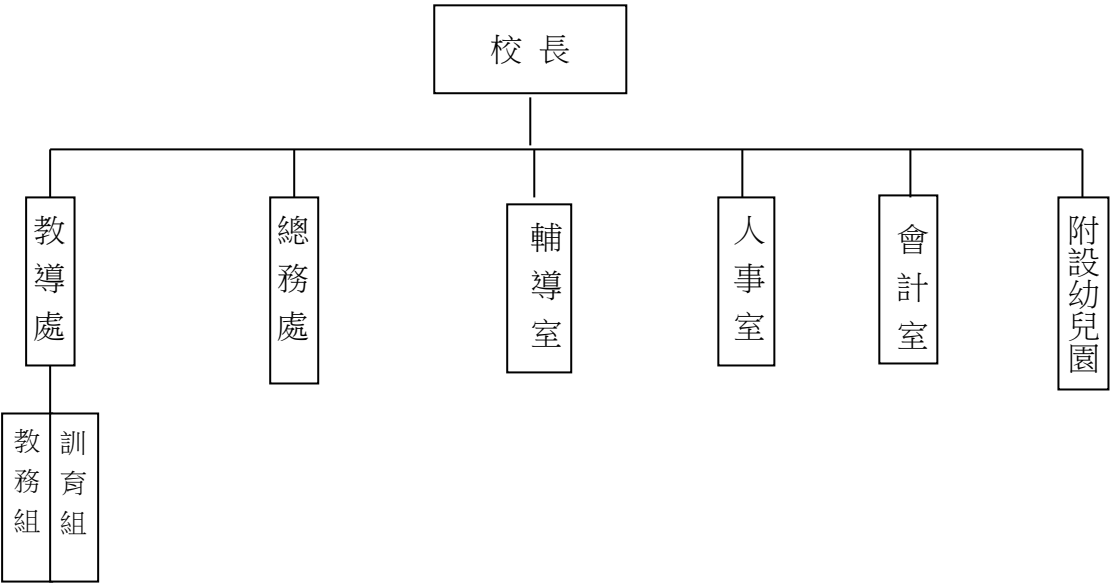 校 長
教導處
總務處
輔導室
人事室
會計室
附設幼兒園
教務組
訓育組